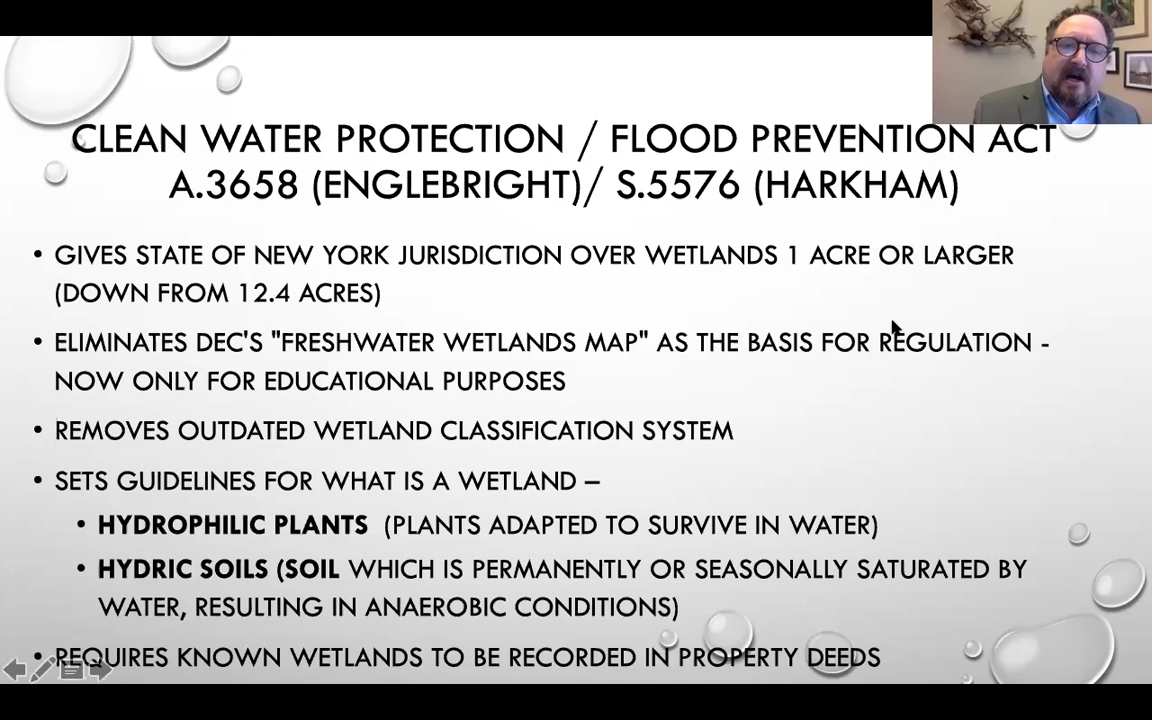 CLEAN WATER PROTECTION / FLOOD PREVENTION ACT
A.3658 (ENGLEBRIGHT)/ S.5576 (HARKHAM)
• GIVES STATE OF NEW YORK JURISDICTION OVER WETLANDS 1 ACRE OR LARGER
(DOWN FROM 12.4 ACRES)
• ELIMINATES DEC'S "FRESHWATER WETLANDS MAP" AS THE BASIS FOR REGULATION -
NOW ONLY FOR EDUCATIONAL PURPOSES
• REMOVES OUTDATED WETLAND CLASSIFICATION SYSTEM
• SETS GUIDELINES FOR WHAT IS A WETLAND –
• HYDROPHILIC PLANTS (PLANTS ADAPTED TO SURVIVE IN WATER)
• HYDRIC SOILS (SOIL WHICH IS PERMANENTLY OR SEASONALLY SATURATED BY
WATER, RESULTING IN ANAEROBIC CONDITIONS)
• REQUIRES KNOWN WETLANDS TO BE RECORDED IN PROPERTY DEEDS